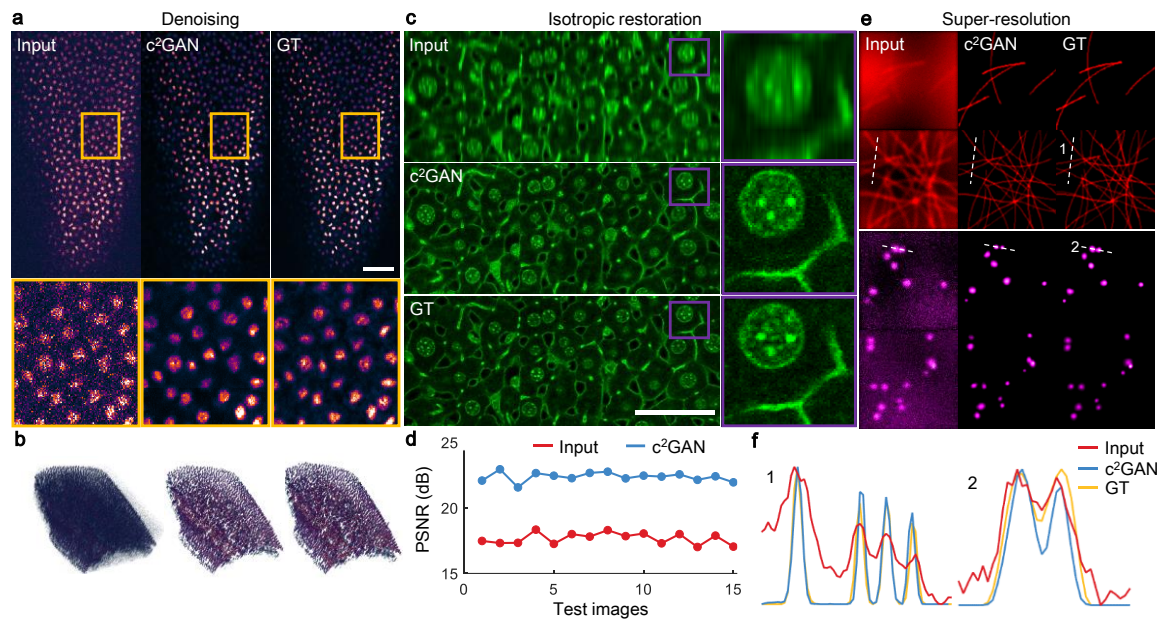 a
Denoising
Input
c²GAN
GT
b
c
Isotropic restoration
Input
c²GAN
GT
d
Input
c²GAN
25
20
15
PSNR (dB)
0
5
10
15
Test images
e
Super-resolution
Input
c²GAN
GT
1
2
f
1
2
Input
c²GAN
GT